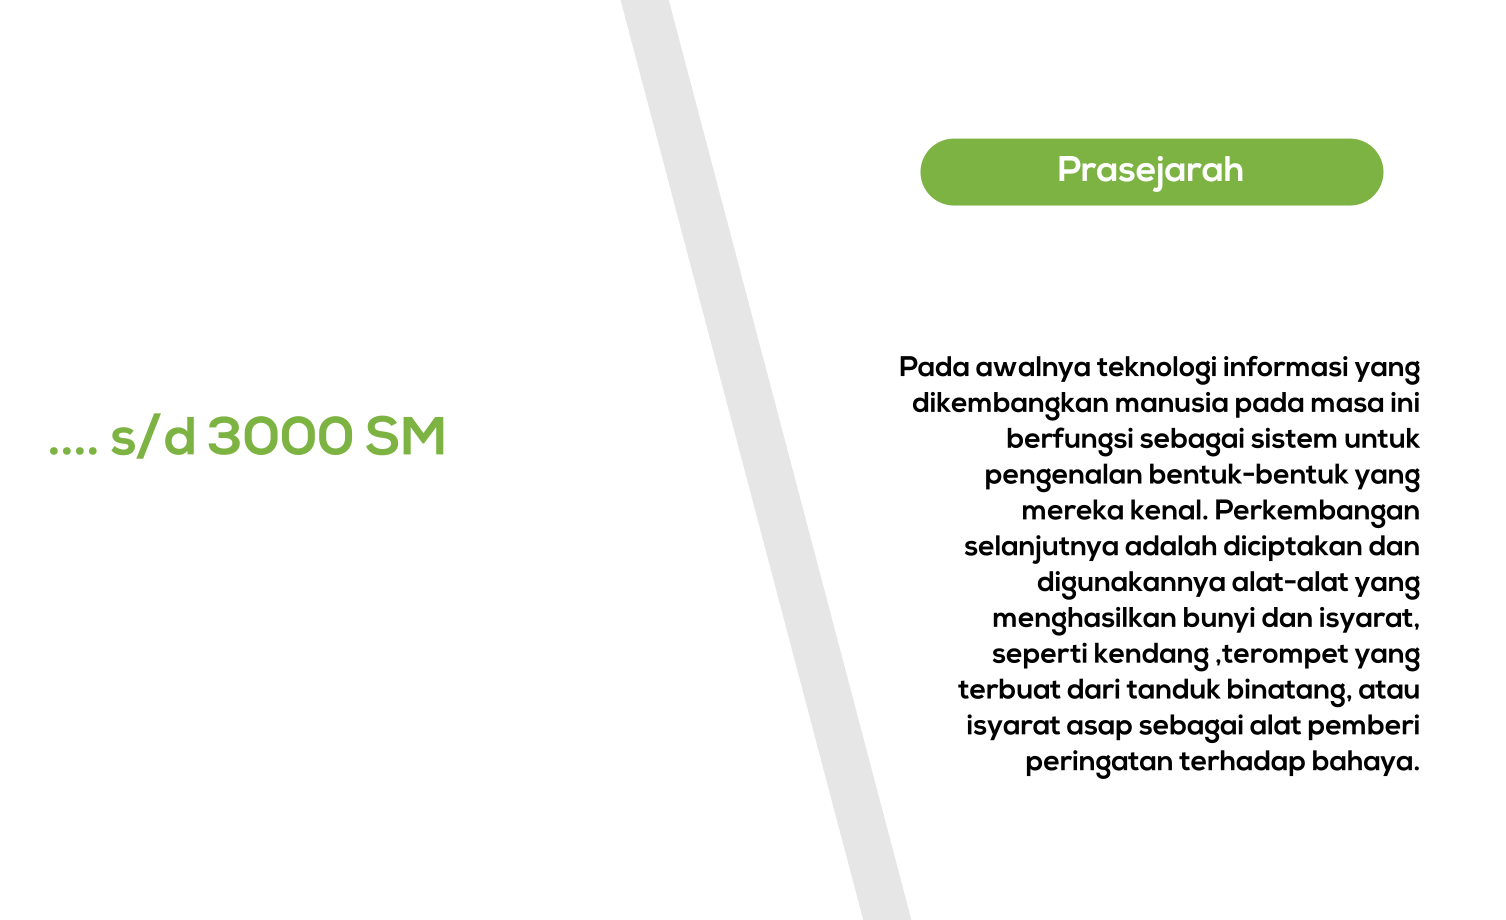 .... s/d 3000 SM
Prasejarah
Pada awalnya teknologi informasi yang
dikembangkan manusia pada masa ini
berfungsi sebagai sistem untuk
pengenalan bentuk-bentuk yang
mereka kenal. Perkembangan
selanjutnya adalah diciptakan dan
digunakannya alat-alat yang
menghasilkan bunyi dan isyarat,
seperti kendang ,terompet yang
terbuat dari tanduk binatang, atau
isyarat asap sebagai alat pemberi
peringatan terhadap bahaya.